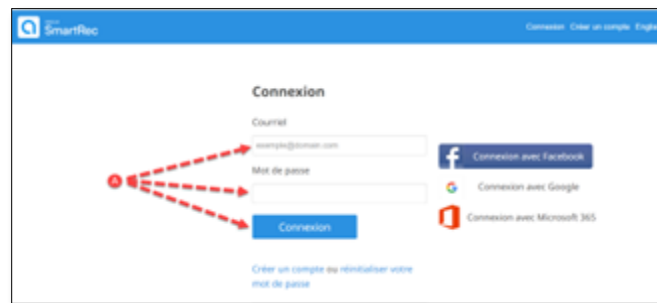 SmartRec
Connexion Créer un compte
Connexion
Courriel
example@domain.com
Mot de passe
Connexion
Créer un compte ou réinitialiser votre
mot de passe
Connexion avec Facebook
Connexion avec Google
Connexion avec Microsoft 365
A